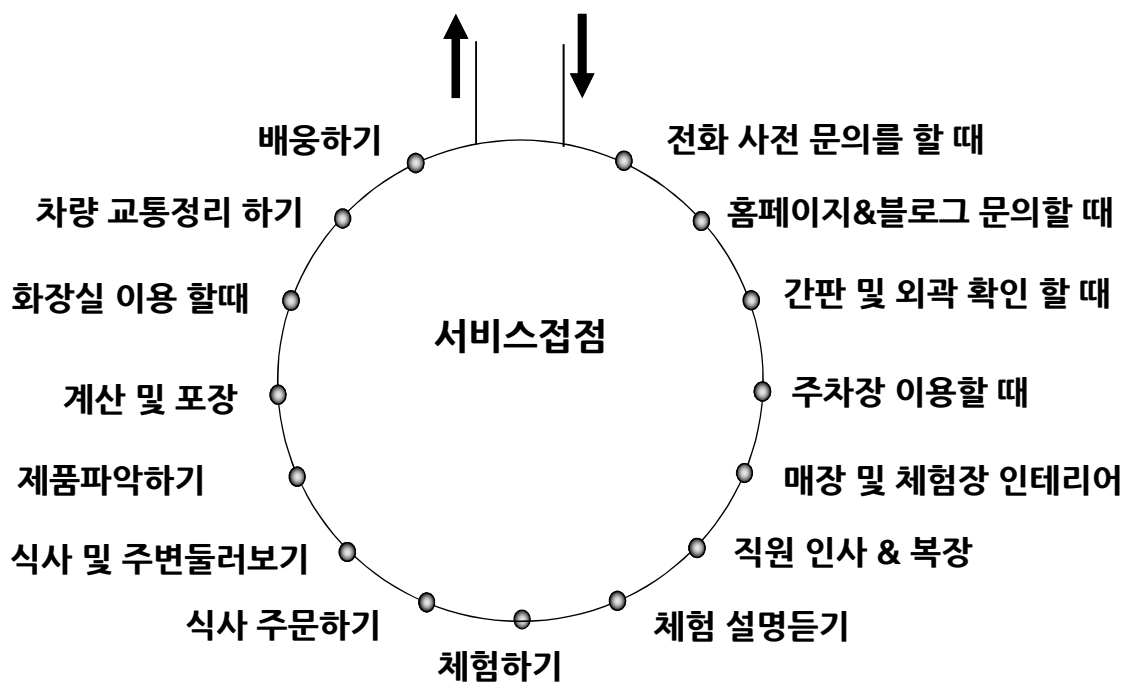 전화 사전 문의를 할 때
홈페이지&블로그 문의할 때
간판 및 외곽 확인 할 때
주차장 이용할 때
매장 및 체험장 인테리어
직원 인사 & 복장
체험 설명듣기
체험하기
식사 주문하기
식사 및 주변둘러보기
제품파악하기
계산 및 포장
화장실 이용 할때
차량 교통정리 하기
배웅하기
서비스접점